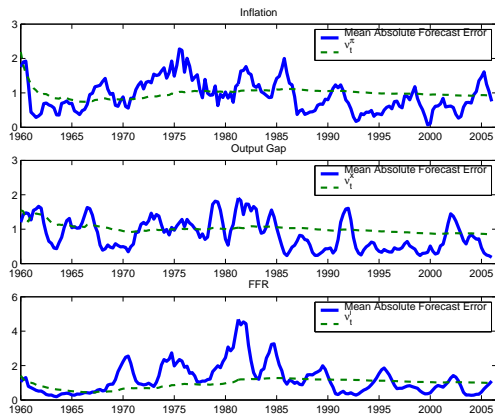 Inflation
3
2
1
0
1960 1965 1970 1975 1980 1985 1990 1995 2000 2005
Mean Absolute Forecast Error
ν_t^π
Output Gap
3
2
1
0
1960 1965 1970 1975 1980 1985 1990 1995 2000 2005
Mean Absolute Forecast Error
ν_t^x
FFR
6
4
2
0
1960 1965 1970 1975 1980 1985 1990 1995 2000 2005
Mean Absolute Forecast Error
ν_t^i